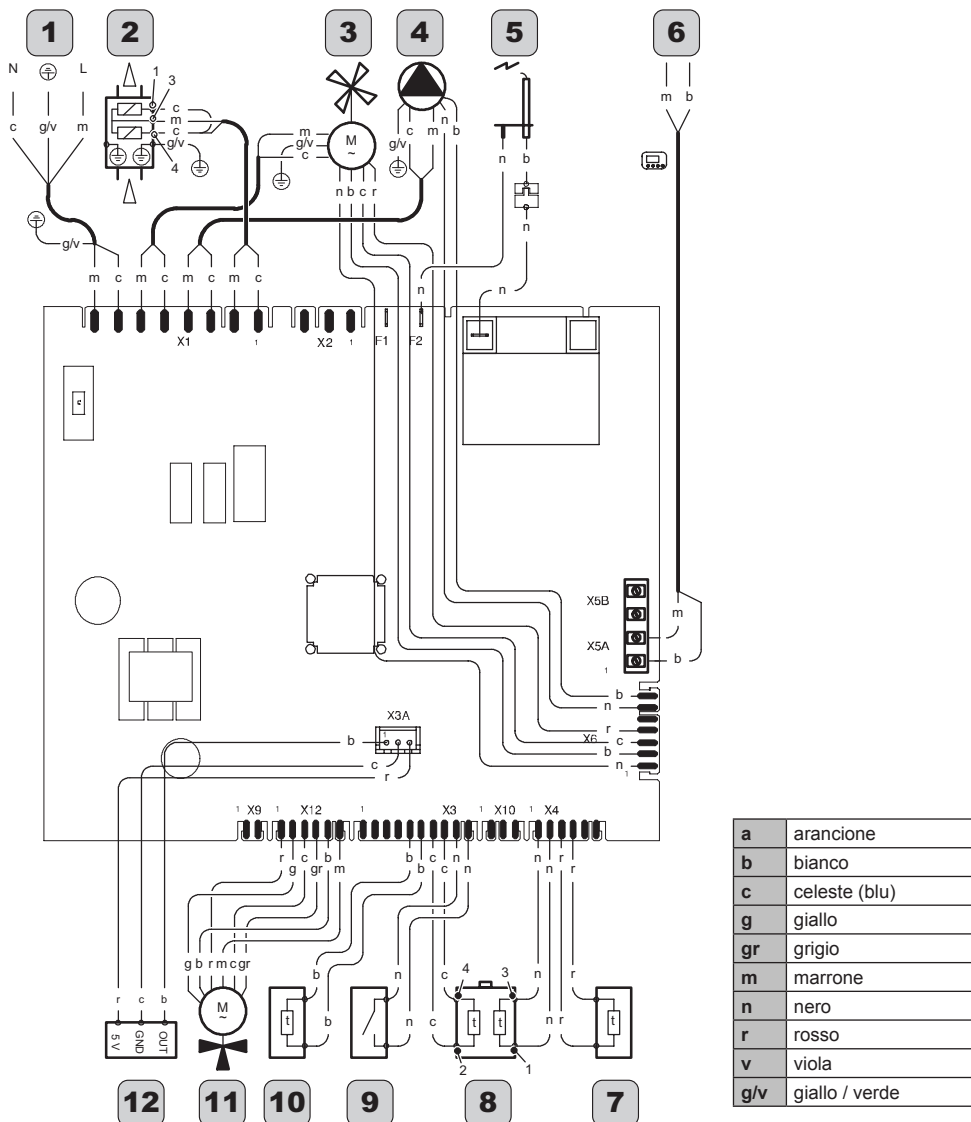 1 2 3 4 5 6
N L
c g/v m
1
3
c
m
c
g/v
4
m
g/v
c
M
~
n b c r
c m n b
g/v
n b
n
m b
g/v
m c m c m c m c
n
n
X1 1 X2 1 F1 F2
X5B
X5A
1
m
b
b
n
r
X6 c
b
n
1
X3A
1
b
c
r
1 X9 1 X12 1 X3 1 X10 1 X4
r g c gr b m
b b c c n n
n n r r
g b r m c gr
b
b
n
n
c
c
4 3
n
n
r
r
2 1
r c b
5 V GND OUT
M
~
t
t t
t
12 11 10 9 8 7
a arancione
b bianco
c celeste (blu)
g giallo
gr grigio
m marrone
n nero
r rosso
v viola
g/v giallo / verde